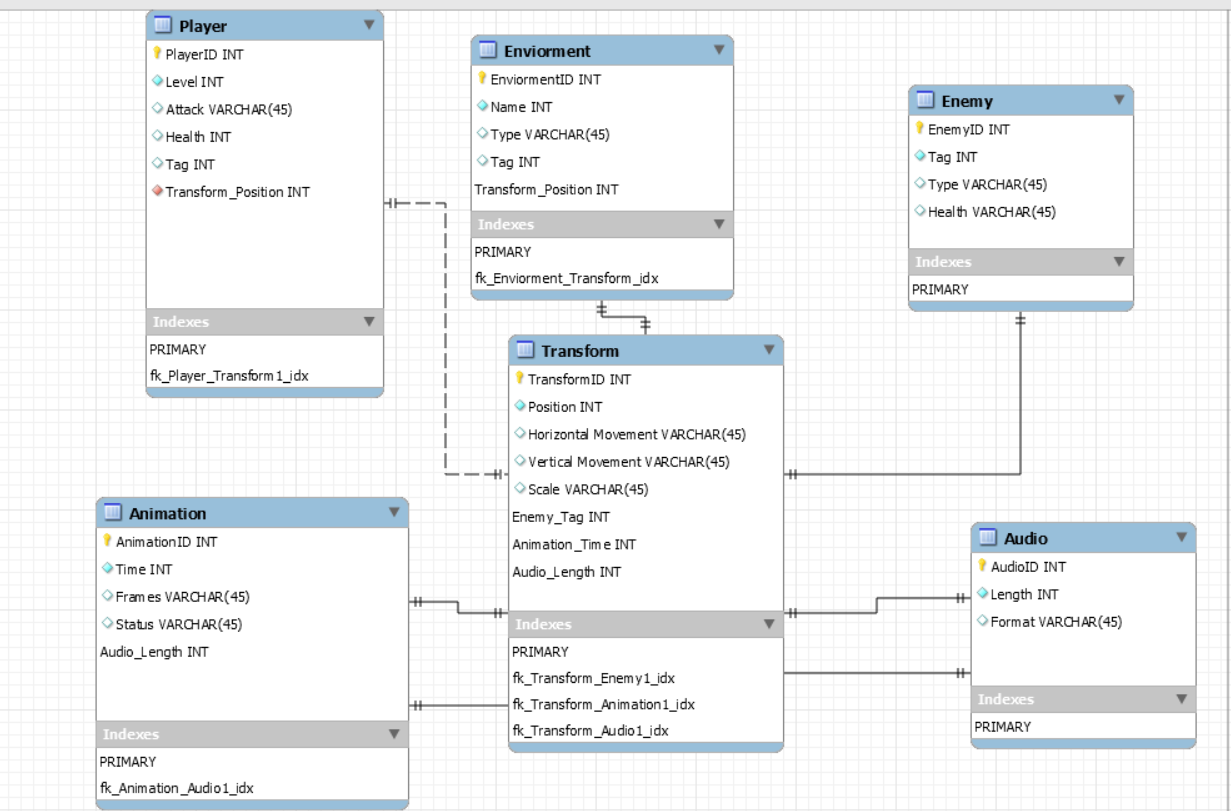 Player
PlayerID INT
Level INT
Attack VARCHAR(45)
Health INT
Tag INT
Transform_Position INT
Indexes
PRIMARY
fk_Player_Transform1_idx
Enviorment
EnviormentID INT
Name INT
Type VARCHAR(45)
Tag INT
Transform_Position INT
Indexes
PRIMARY
fk_Enviorment_Transform_idx
Enemy
EnemyID INT
Tag INT
Type VARCHAR(45)
Health VARCHAR(45)
Indexes
PRIMARY
Transform
TransformID INT
Position INT
Horizontal Movement VARCHAR(45)
Vertical Movement VARCHAR(45)
Scale VARCHAR(45)
Enemy_Tag INT
Animation_Time INT
Audio_Length INT
Indexes
PRIMARY
fk_Transform_Enemy1_idx
fk_Transform_Animation1_idx
fk_Transform_Audio1_idx
Animation
AnimationID INT
Time INT
Frames VARCHAR(45)
Status VARCHAR(45)
Audio_Length INT
Indexes
PRIMARY
fk_Animation_Audio1_idx
Audio
AudioID INT
Length INT
Format VARCHAR(45)
Indexes
PRIMARY